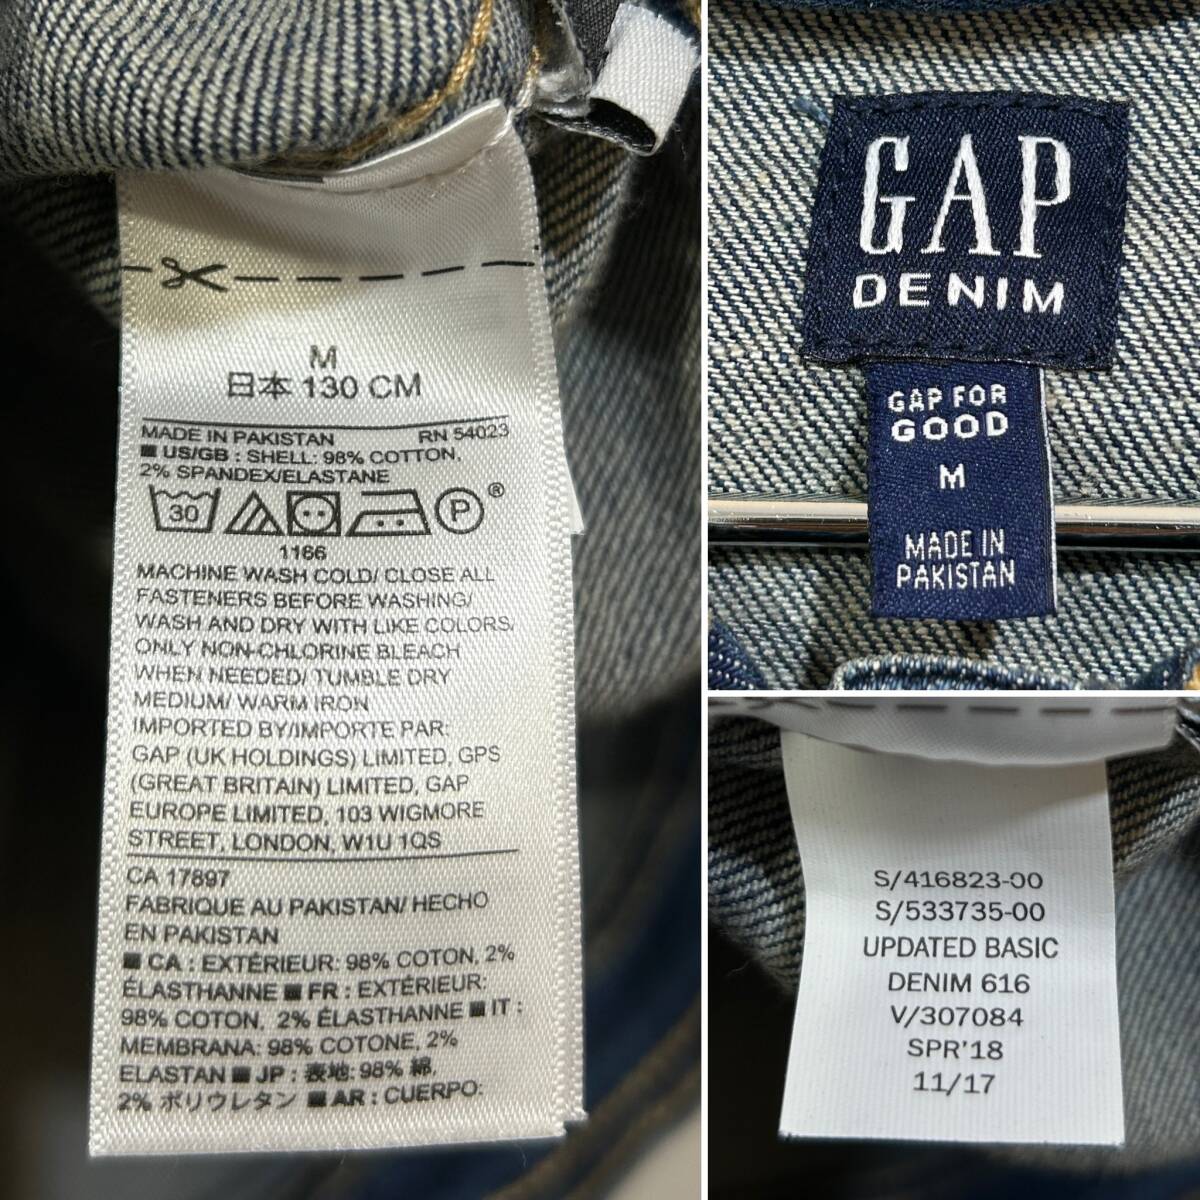 M
日本 130 CM
MADE IN PAKISTAN RN 54023
■ US/GB : SHELL: 98% COTTON,
2% SPANDEX/ELASTANE
30 P ®
1166
MACHINE WASH COLD/ CLOSE ALL
FASTENERS BEFORE WASHING/
WASH AND DRY WITH LIKE COLORS/
ONLY NON-CHLORINE BLEACH
WHEN NEEDED/ TUMBLE DRY
MEDIUM/ WARM IRON
IMPORTED BY/IMPORTE PAR:
GAP (UK HOLDINGS) LIMITED, GPS
(GREAT BRITAIN) LIMITED, GAP
EUROPE LIMITED, 103 WIGMORE
STREET, LONDON, W1U 1QS
CA 17897
FABRIQUE AU PAKISTAN/ HECHO
EN PAKISTAN
■ CA : EXTÉRIEUR: 98% COTON, 2%
ÉLASTHANNE ■ FR : EXTÉRIEUR:
98% COTON, 2% ÉLASTHANNE ■ IT :
MEMBRANA: 98% COTONE, 2%
ELASTAN ■ JP : 表地: 98% 綿,
2% ポリウレタン ■ AR : CUERPO:
GAP
DENIM
GAP FOR
GOOD
M
MADE IN
PAKISTAN
S/416823-00
S/533735-00
UPDATED BASIC
DENIM 616
V/307084
SPR'18
11/17